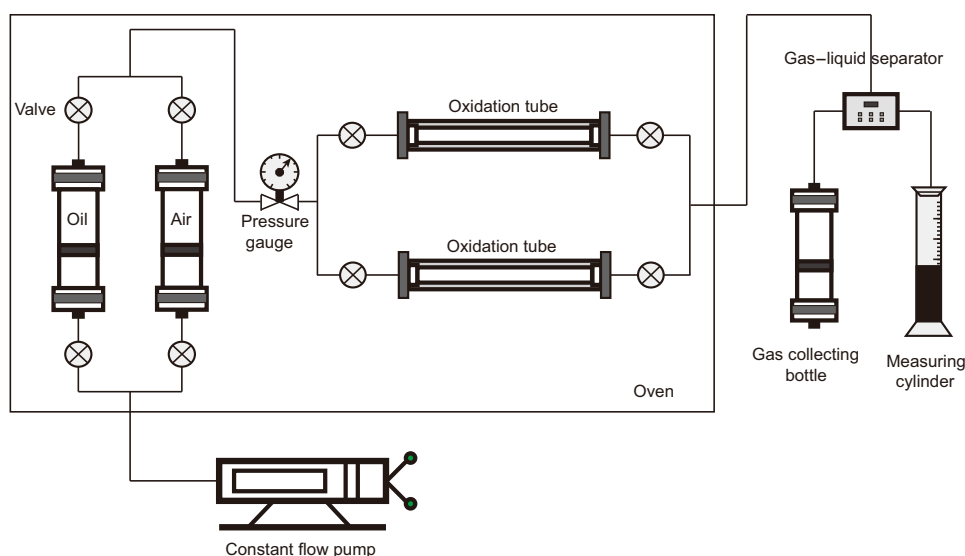 Gas–liquid separator
Valve
Oxidation tube
Oil
Air
Pressure
gauge
Oxidation tube
Gas collecting
bottle
Measuring
cylinder
Oven
Constant flow pump